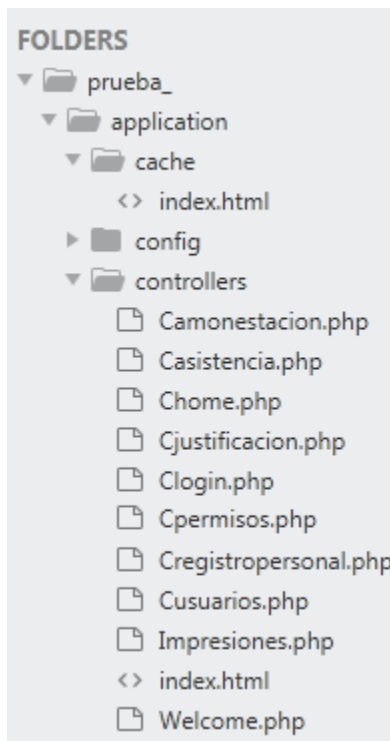 FOLDERS
prueba_
application
cache
index.html
config
controllers
Camonestacion.php
Casistencia.php
Chome.php
Cjustificacion.php
Clogin.php
Cpermisos.php
Cregistropersonal.php
Cusuarios.php
Impresiones.php
index.html
Welcome.php